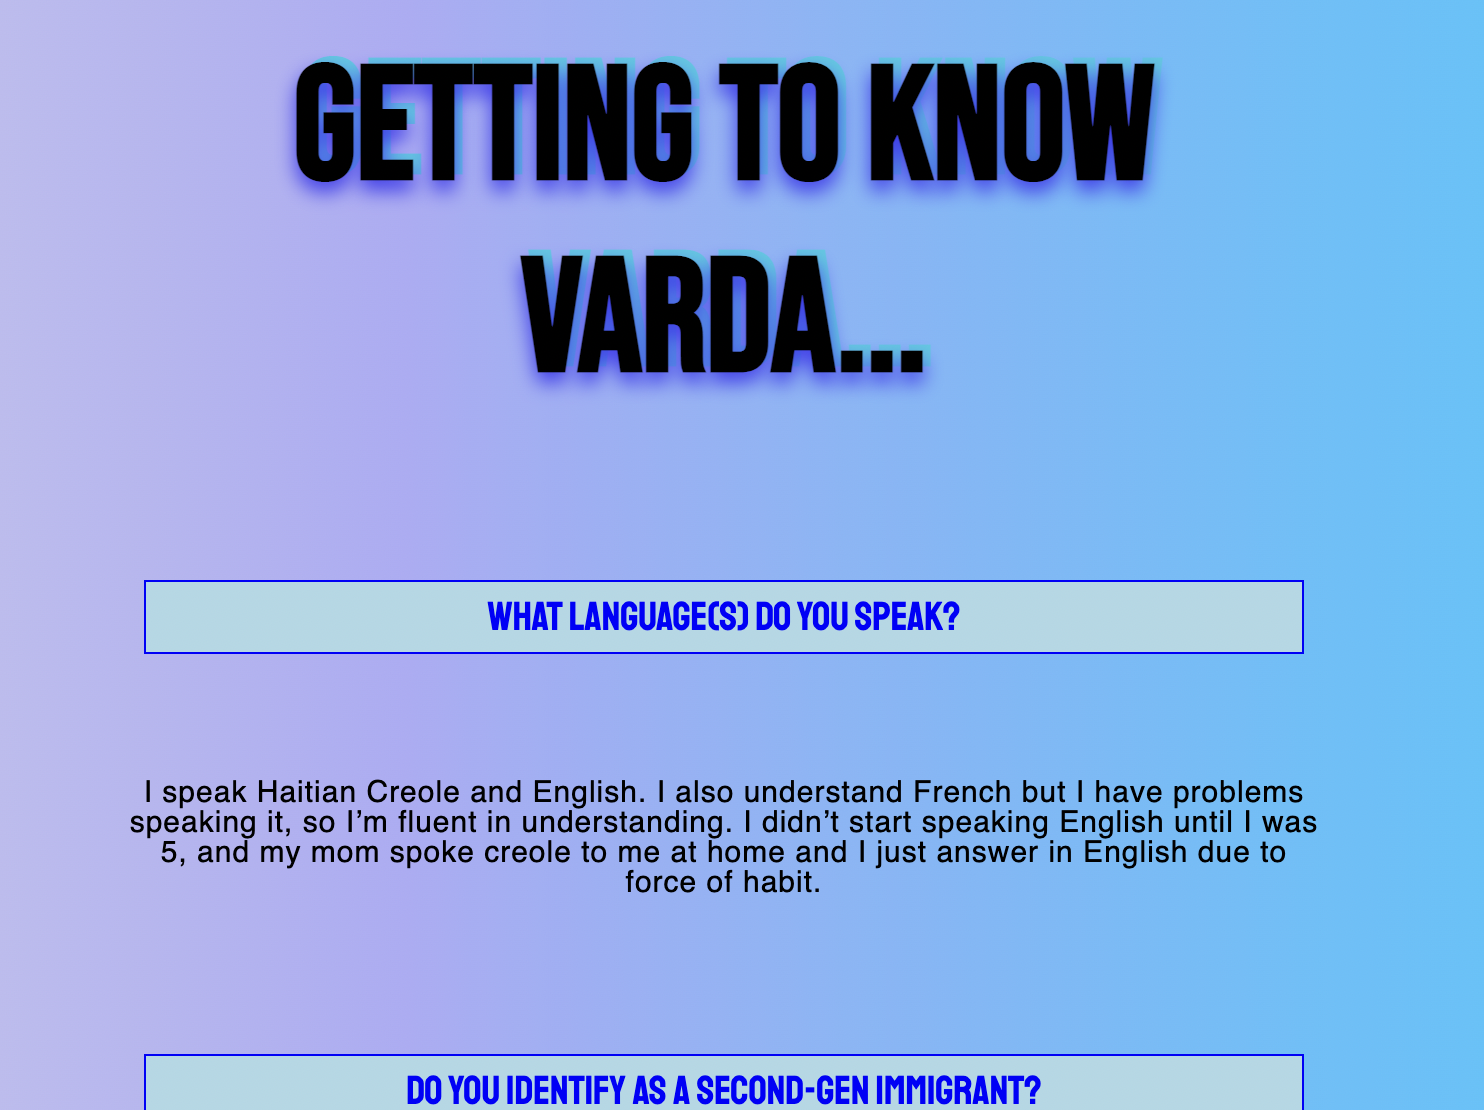 GETTING TO KNOW
VARDA...
WHAT LANGUAGE(S) DO YOU SPEAK?
I speak Haitian Creole and English. I also understand French but I have problems
speaking it, so I’m fluent in understanding. I didn’t start speaking English until I was
5, and my mom spoke creole to me at home and I just answer in English due to
force of habit.
DO YOU IDENTIFY AS A SECOND-GEN IMMIGRANT?